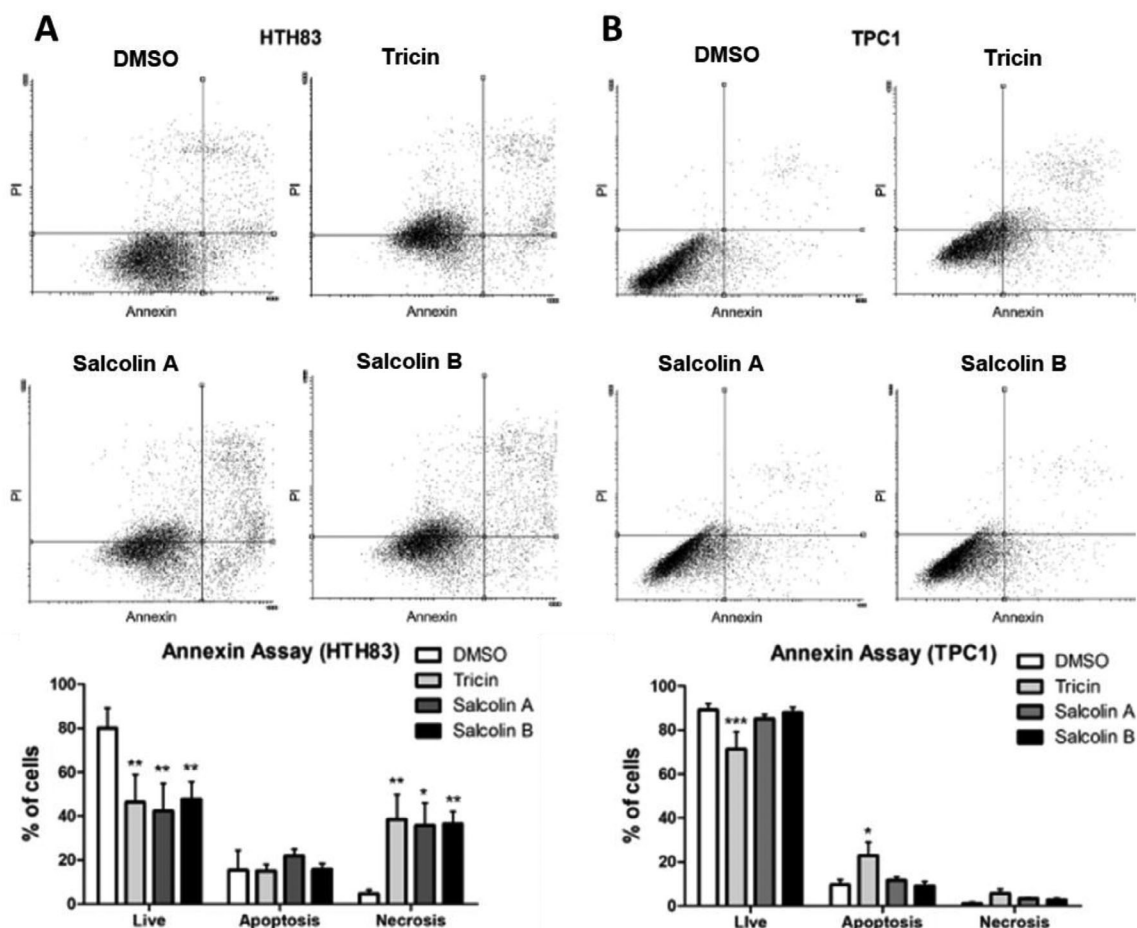 A
HTH83
DMSO
Tricin
PI
Annexin
PI
Annexin
Salcolin A
Salcolin B
PI
Annexin
PI
Annexin
B
TPC1
DMSO
Tricin
PI
Annexin
PI
Annexin
Salcolin A
Salcolin B
PI
Annexin
PI
Annexin
Annexin Assay (HTH83)
DMSO
Tricin
Salcolin A
Salcolin B
% of cells
100
80
60
40
20
0
** ** **
** * **
Live Apoptosis Necrosis
Annexin Assay (TPC1)
DMSO
Tricin
Salcolin A
Salcolin B
% of cells
100
80
60
40
20
0
***
*
LIve Apoptosis Necrosis